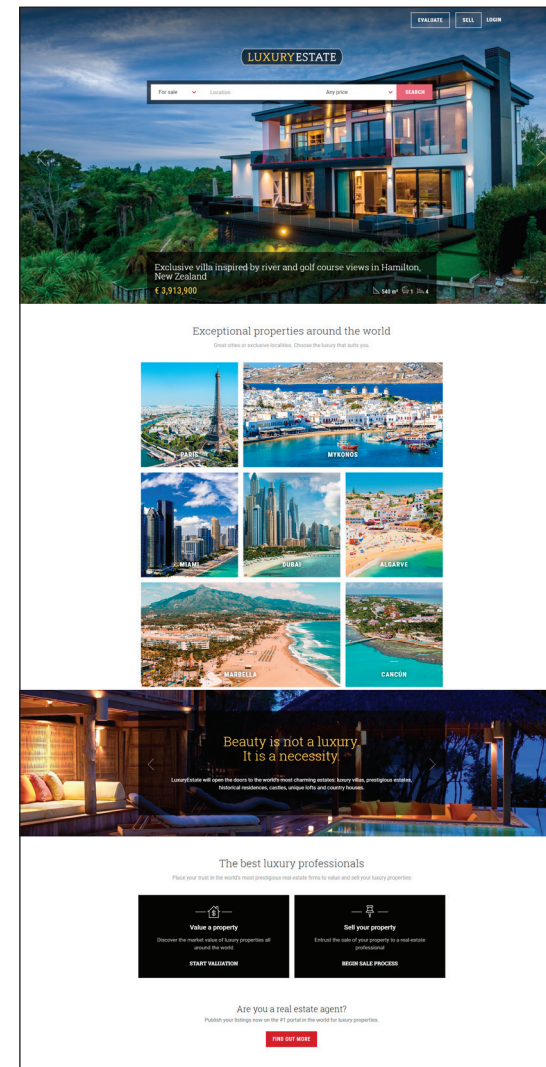 EVALUATE SELL LOGIN
LUXURYESTATE
For sale Location Any price SEARCH
Exclusive villa inspired by river and golf course views in Hamilton,
New Zealand
€ 3,913,900 540 m² 1 4
Exceptional properties around the world
Great cities or exclusive localities. Choose the luxury that suits you.
PARIS MYKONOS
MIAMI DUBAI ALGARVE
MARBELLA CANCÚN
Beauty is not a luxury.
It is a necessity.
LuxuryEstate will open the doors to the world's most charming estates: luxury villas, prestigious estates,
historical residences, castles, unique lofts and country houses.
The best luxury professionals
Place your trust in the world's most prestigious real-estate firms to value and sell your luxury properties
Value a property Sell your property
Discover the market value of luxury properties all
around the world
Entrust the sale of your property to a real-estate
professional
START VALUATION BEGIN SALE PROCESS
Are you a real estate agent?
Publish your listings now on the #1 portal in the world for luxury properties.
FIND OUT MORE